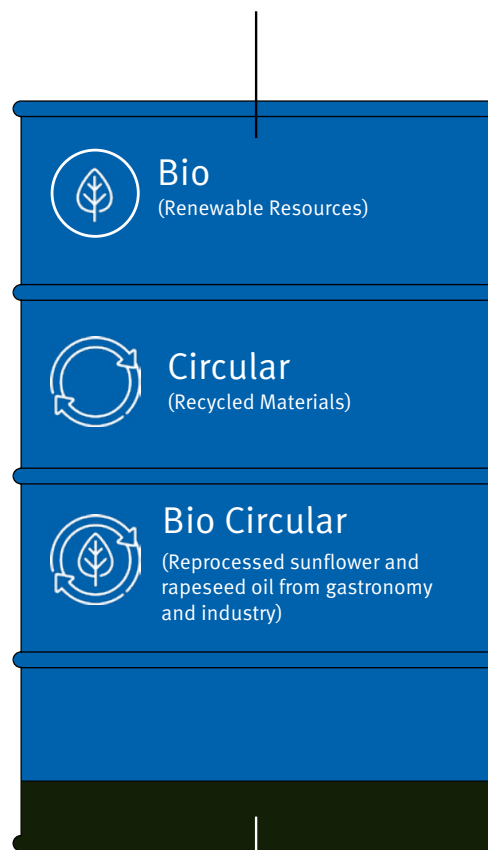 Bio
(Renewable Resources)
Circular
(Recycled Materials)
Bio Circular
(Reprocessed sunflower and
rapeseed oil from gastronomy
and industry)